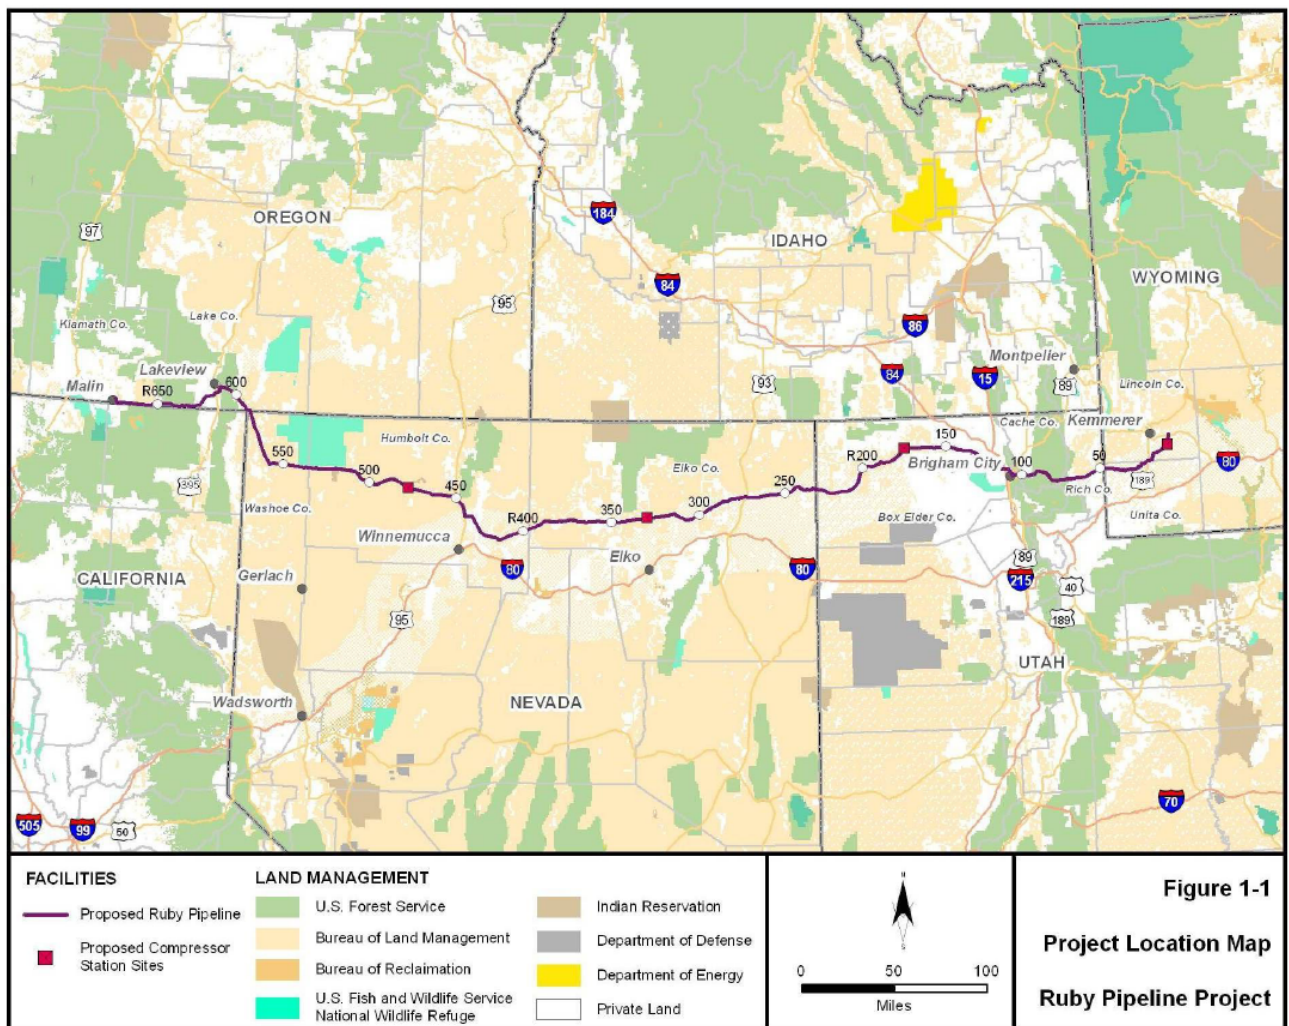 OREGON
IDAHO
WYOMING
CALIFORNIA
NEVADA
UTAH
97
184
84
95
86
84
15
93
89
395
80
80
80
189
95
89
215
40
189
505
99
50
70
Klamath Co.
Lake Co.
Lakeview
Malin
R650
600
550
500
450
R400
350
300
250
R200
150
100
50
Humbolt Co.
Washoe Co.
Elko Co.
Box Elder Co.
Cache Co.
Rich Co.
Lincoln Co.
Unita Co.
Montpelier
Kemmerer
Brigham City
Winnemucca
Elko
Gerlach
Wadsworth
FACILITIES
Proposed Ruby Pipeline
Proposed Compressor
Station Sites
LAND MANAGEMENT
U.S. Forest Service
Bureau of Land Management
Bureau of Reclaimation
U.S. Fish and Wildlife Service
National Wildlife Refuge
Indian Reservation
Department of Defense
Department of Energy
Private Land
N
S
0
50
100
Miles
Figure 1-1
Project Location Map
Ruby Pipeline Project